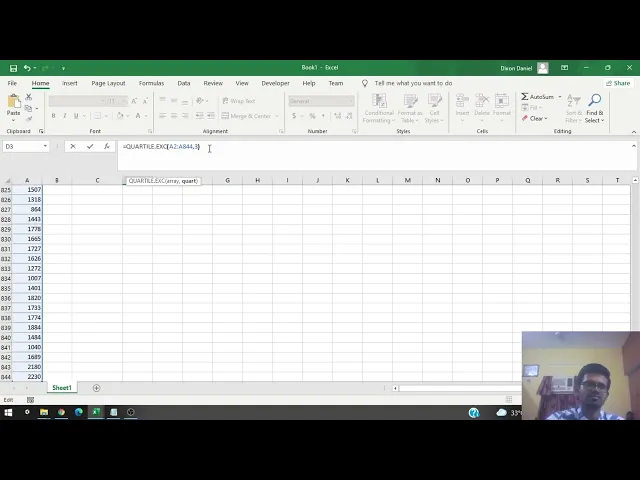 Book1 - Excel
Dixon Daniel
File Home Insert Page Layout Formulas Data Review View Help Tell me what you want to do
Paste
Wrap Text
General
AutoSum
Merge & Center
Conditional Formatting
Format as Table
Cell Styles
Insert Delete Format
Clear
Sort & Filter
Find & Select
Clipboard Font Alignment Number Styles Cells Editing
D3 =QUARTILE.EXC(A2:A844,3)
QUARTILE.EXC(array, quart)
A B C F G H I J K L M N O P Q R S T
825 1507
826 1318
827 864
828 1443
829 1778
830 1665
831 1727
832 1626
833 1272
834 1007
835 1401
836 1820
837 1733
838 1774
839 1884
840 1484
841 1040
842 1689
843 2180
844 2230
Sheet1
Edit
33°